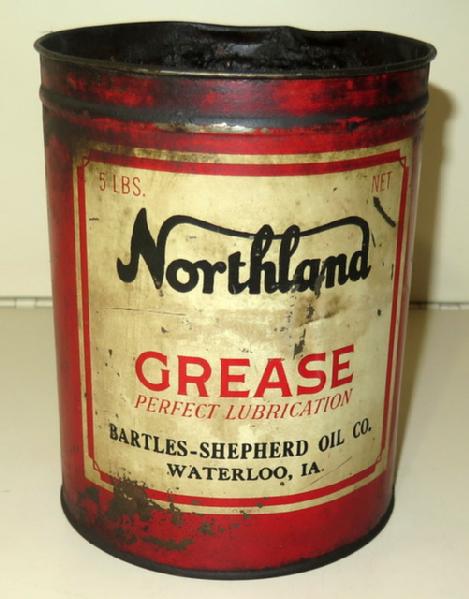 5 LBS. NET
Northland
GREASE
PERFECT LUBRICATION
BARTLES-SHEPHERD OIL CO.
WATERLOO, IA.